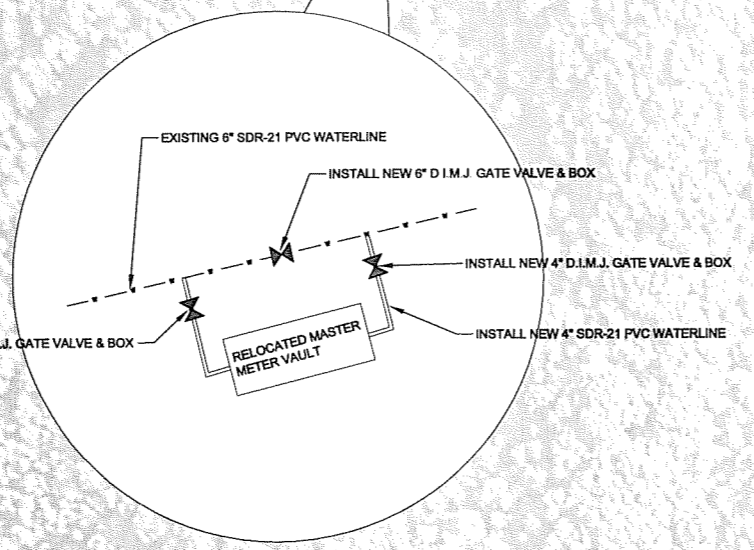 EXISTING 6" SDR-21 PVC WATERLINE
INSTALL NEW 6" D I.M.J. GATE VALVE & BOX
INSTALL NEW 4" D.I.M.J. GATE VALVE & BOX
J. GATE VALVE & BOX
INSTALL NEW 4" SDR-21 PVC WATERLINE
RELOCATED MASTER
METER VAULT